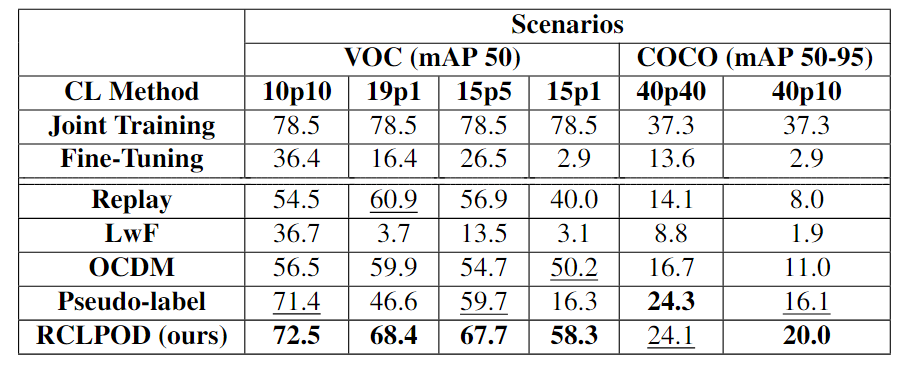 Scenarios
VOC (mAP 50) COCO (mAP 50-95)
CL Method 10p10 19p1 15p5 15p1 40p40 40p10
Joint Training 78.5 78.5 78.5 78.5 37.3 37.3
Fine-Tuning 36.4 16.4 26.5 2.9 13.6 2.9
Replay 54.5 60.9 56.9 40.0 14.1 8.0
LwF 36.7 3.7 13.5 3.1 8.8 1.9
OCDM 56.5 59.9 54.7 50.2 16.7 11.0
Pseudo-label 71.4 46.6 59.7 16.3 24.3 16.1
RCLPOD (ours) 72.5 68.4 67.7 58.3 24.1 20.0